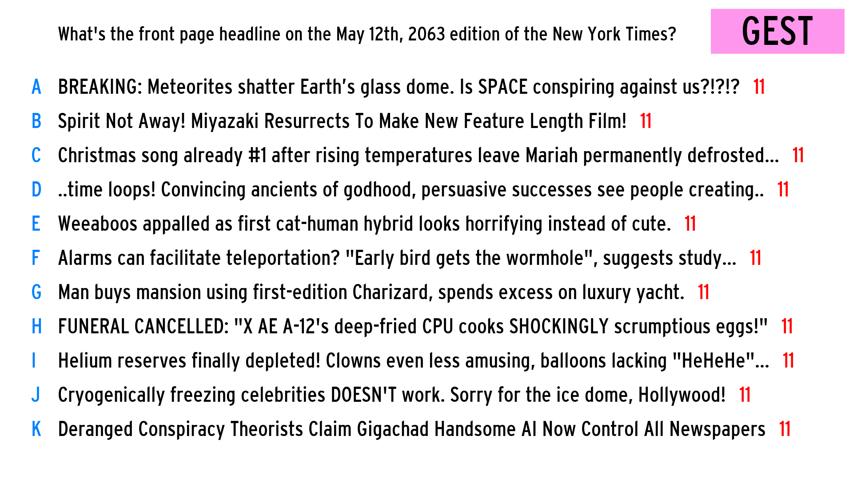 What's the front page headline on the May 12th, 2063 edition of the New York Times?
GEST
A BREAKING: Meteorites shatter Earth’s glass dome. Is SPACE conspiring against us?!?!? 11
B Spirit Not Away! Miyazaki Resurrects To Make New Feature Length Film! 11
C Christmas song already #1 after rising temperatures leave Mariah permanently defrosted... 11
D ..time loops! Convincing ancients of godhood, persuasive successes see people creating.. 11
E Weeaboos appalled as first cat-human hybrid looks horrifying instead of cute. 11
F Alarms can facilitate teleportation? "Early bird gets the wormhole", suggests study... 11
G Man buys mansion using first-edition Charizard, spends excess on luxury yacht. 11
H FUNERAL CANCELLED: "X AE A-12's deep-fried CPU cooks SHOCKINGLY scrumptious eggs!" 11
I Helium reserves finally depleted! Clowns even less amusing, balloons lacking "HeHeHe"... 11
J Cryogenically freezing celebrities DOESN'T work. Sorry for the ice dome, Hollywood! 11
K Deranged Conspiracy Theorists Claim Gigachad Handsome AI Now Control All Newspapers 11